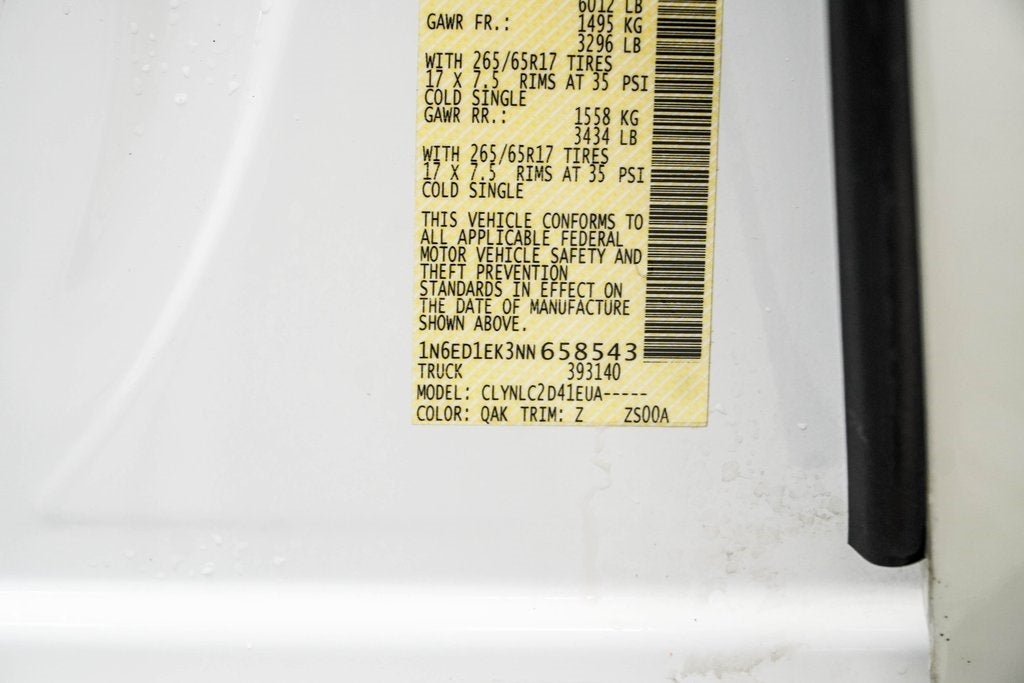 6012 LB
GAWR FR.: 1495 KG
3296 LB
WITH 265/65R17 TIRES
17 X 7.5 RIMS AT 35 PSI
COLD SINGLE
GAWR RR.: 1558 KG
3434 LB
WITH 265/65R17 TIRES
17 X 7.5 RIMS AT 35 PSI
COLD SINGLE
THIS VEHICLE CONFORMS TO
ALL APPLICABLE FEDERAL
MOTOR VEHICLE SAFETY AND
THEFT PREVENTION
STANDARDS IN EFFECT ON
THE DATE OF MANUFACTURE
SHOWN ABOVE.
1N6ED1EK3NN658543
TRUCK 393140
MODEL: CLYNLC2D41EUA-----
COLOR: QAK TRIM: Z ZS00A